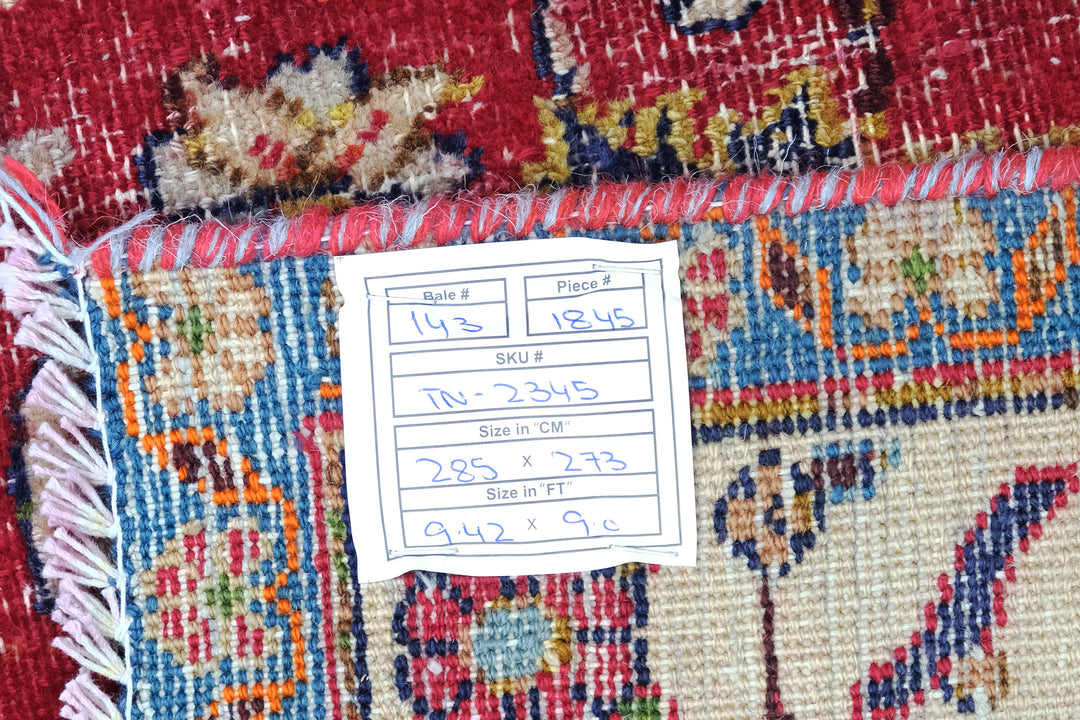 Bale # Piece #
143 1845
SKU #
TN-2345
Size in "CM"
285 x 273
Size in "FT"
9.42 x 9.0